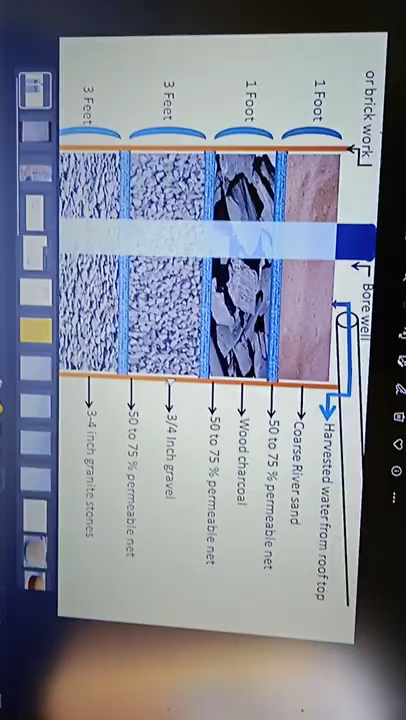 or brick work
Bore well
Harvested water from roof top
1 Foot
Coarse River sand
50 to 75 % permeable net
1 Foot
Wood charcoal
50 to 75 % permeable net
3 Feet
3/4 Inch gravel
50 to 75 % permeable net
3 Feet
3-4 inch granite stones